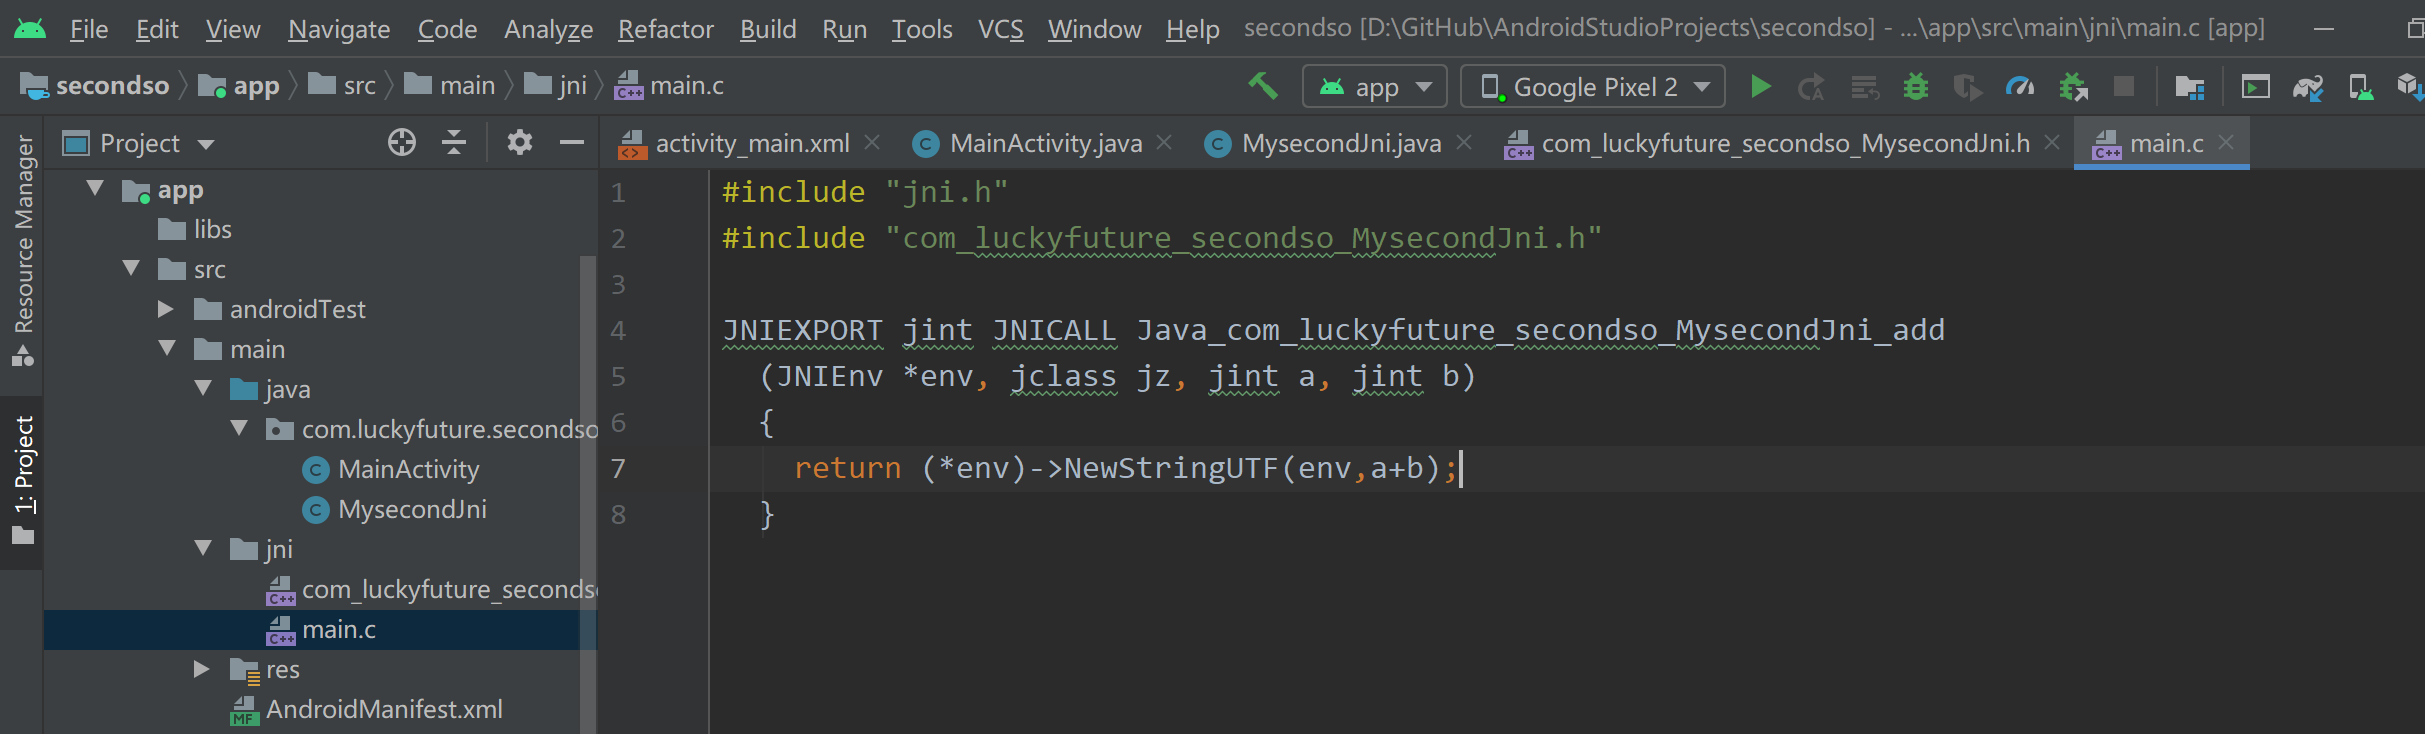 File Edit View Navigate Code Analyze Refactor Build Run Tools VCS Window Help secondso [D:\GitHub\AndroidStudioProjects\secondso] - ...\app\src\main\jni\main.c [app]
secondso app src main jni main.c app Google Pixel 2
Project activity_main.xml MainActivity.java MysecondJni.java com_luckyfuture_secondso_MysecondJni.h main.c
Resource Manager
1: Project
app
libs
src
androidTest
main
java
com.luckyfuture.secondso
MainActivity
MysecondJni
jni
com_luckyfuture_secondso
main.c
res
AndroidManifest.xml
1 #include "jni.h"
2 #include "com_luckyfuture_secondso_MysecondJni.h"
3
4 JNIEXPORT jint JNICALL Java_com_luckyfuture_secondso_MysecondJni_add
5 (JNIEnv *env, jclass jz, jint a, jint b)
6 {
7 return (*env)->NewStringUTF(env,a+b);
8 }